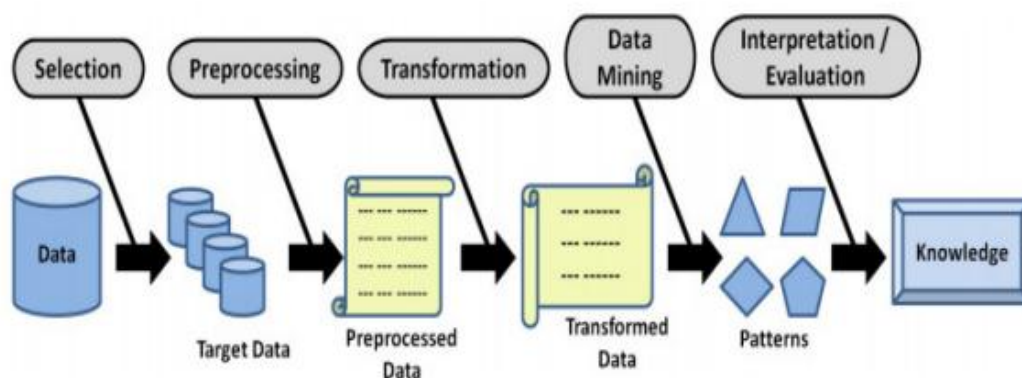 Selection
Preprocessing
Transformation
Data
Mining
Interpretation /
Evaluation
Data
Target Data
Preprocessed
Data
Transformed
Data
Patterns
Knowledge